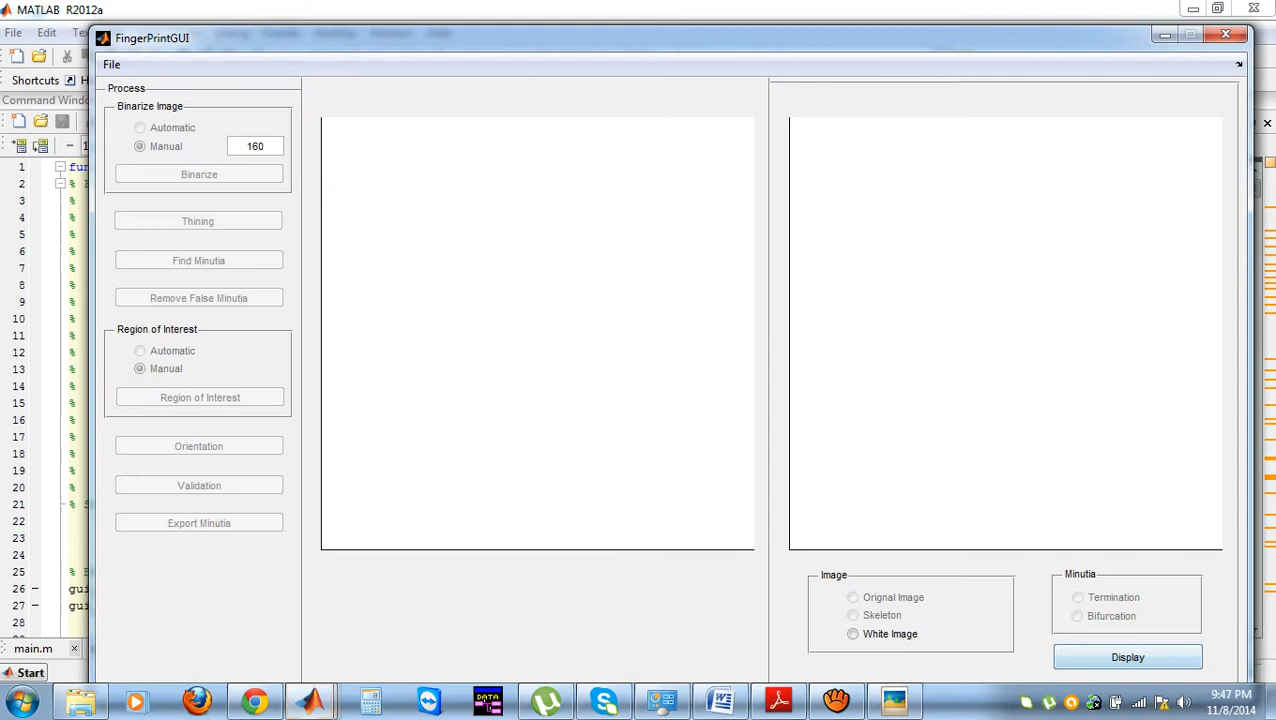 MATLAB R2012a
File Edit
FingerPrintGUI
File
Shortcuts
Process
Binarize Image
Automatic
Manual 160
Binarize
Thining
Find Minutia
Remove False Minutia
Region of Interest
Automatic
Manual
Region of Interest
Orientation
Validation
Export Minutia
1
2 %
3 %
4 %
5 %
6 %
7 %
8 %
9 %
10 %
11 %
12 %
13 %
14 %
15 %
16 %
17 %
18 %
19 %
20 %
21 %
22
23
24
25 %
26 — gui
27 — gui
28
Image
Orignal Image
Skeleton
White Image
Minutia
Termination
Bifurcation
Display
main.m
Start
DATA
9:47 PM
11/8/2014